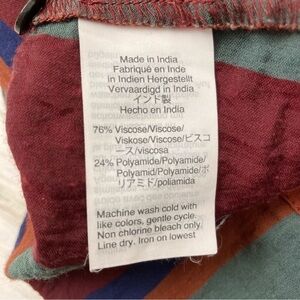 Made in India
Fabriqué en Inde
in Indien Hergestellt
Vervaardigd in India
インド製
Hecho en India
76% Viscose/Viscose/
Viskose/Viscose/ビスコ
ース/viscosa
24% Polyamide/Polyamide/
Polyamid/Polyamide/ポ
リアミド/poliamida
Machine wash cold with
like colors, gentle cycle.
Non chlorine bleach only.
Line dry. Iron on lowest